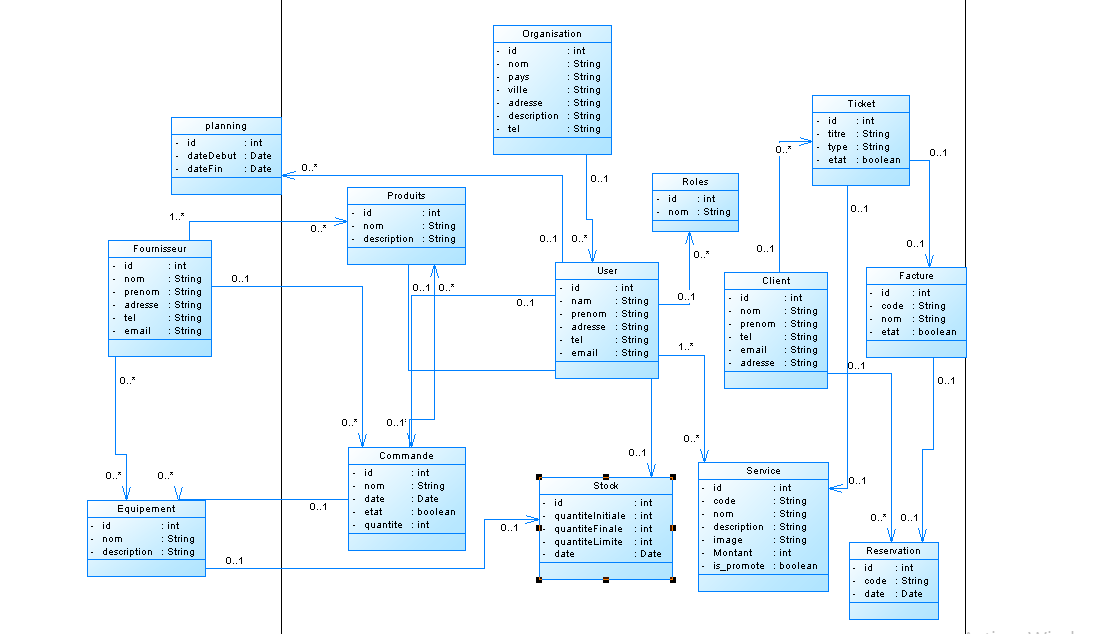 Organisation
- id : int
- nom : String
- pays : String
- ville : String
- adresse : String
- description : String
- tel : String
Ticket
- id : int
- titre : String
- type : String
- etat : boolean
planning
- id : int
- dateDebut : Date
- dateFin : Date
0..*
0..1
0..*
0..1
Roles
- id : int
- nom : String
Produits
- id : int
- nom : String
- description : String
1..*
0..*
0..1
0..*
0..1
0..1
0..1
0..*
Fournisseur
- id : int
- nom : String
- prenom : String
- adresse : String
- tel : String
- email : String
0..1
User
- id : int
- nam : String
- prenom : String
- adresse : String
- tel : String
- email : String
0..1
0..*
0..1
0..1
1..*
Client
- id : int
- nom : String
- prenom : String
- tel : String
- email : String
- adresse : String
0..1
Facture
- id : int
- code : String
- nom : String
- etat : boolean
0..1
0..*
0..*
0..1
0..*
0..1
0..*
0..*
Commande
- id : int
- nom : String
- date : Date
- etat : boolean
- quantite : int
0..1
Equipement
- id : int
- nom : String
- description : String
0..1
Stock
- id : int
- quantiteInitiale : int
- quantiteFinale : int
- quantiteLimite : int
- date : Date
0..1
Service
- id : int
- code : String
- nom : String
- description : String
- image : String
- Montant : int
- is_promote : boolean
0..1
0..*
0..1
Reservation
- id : int
- code : String
- date : Date